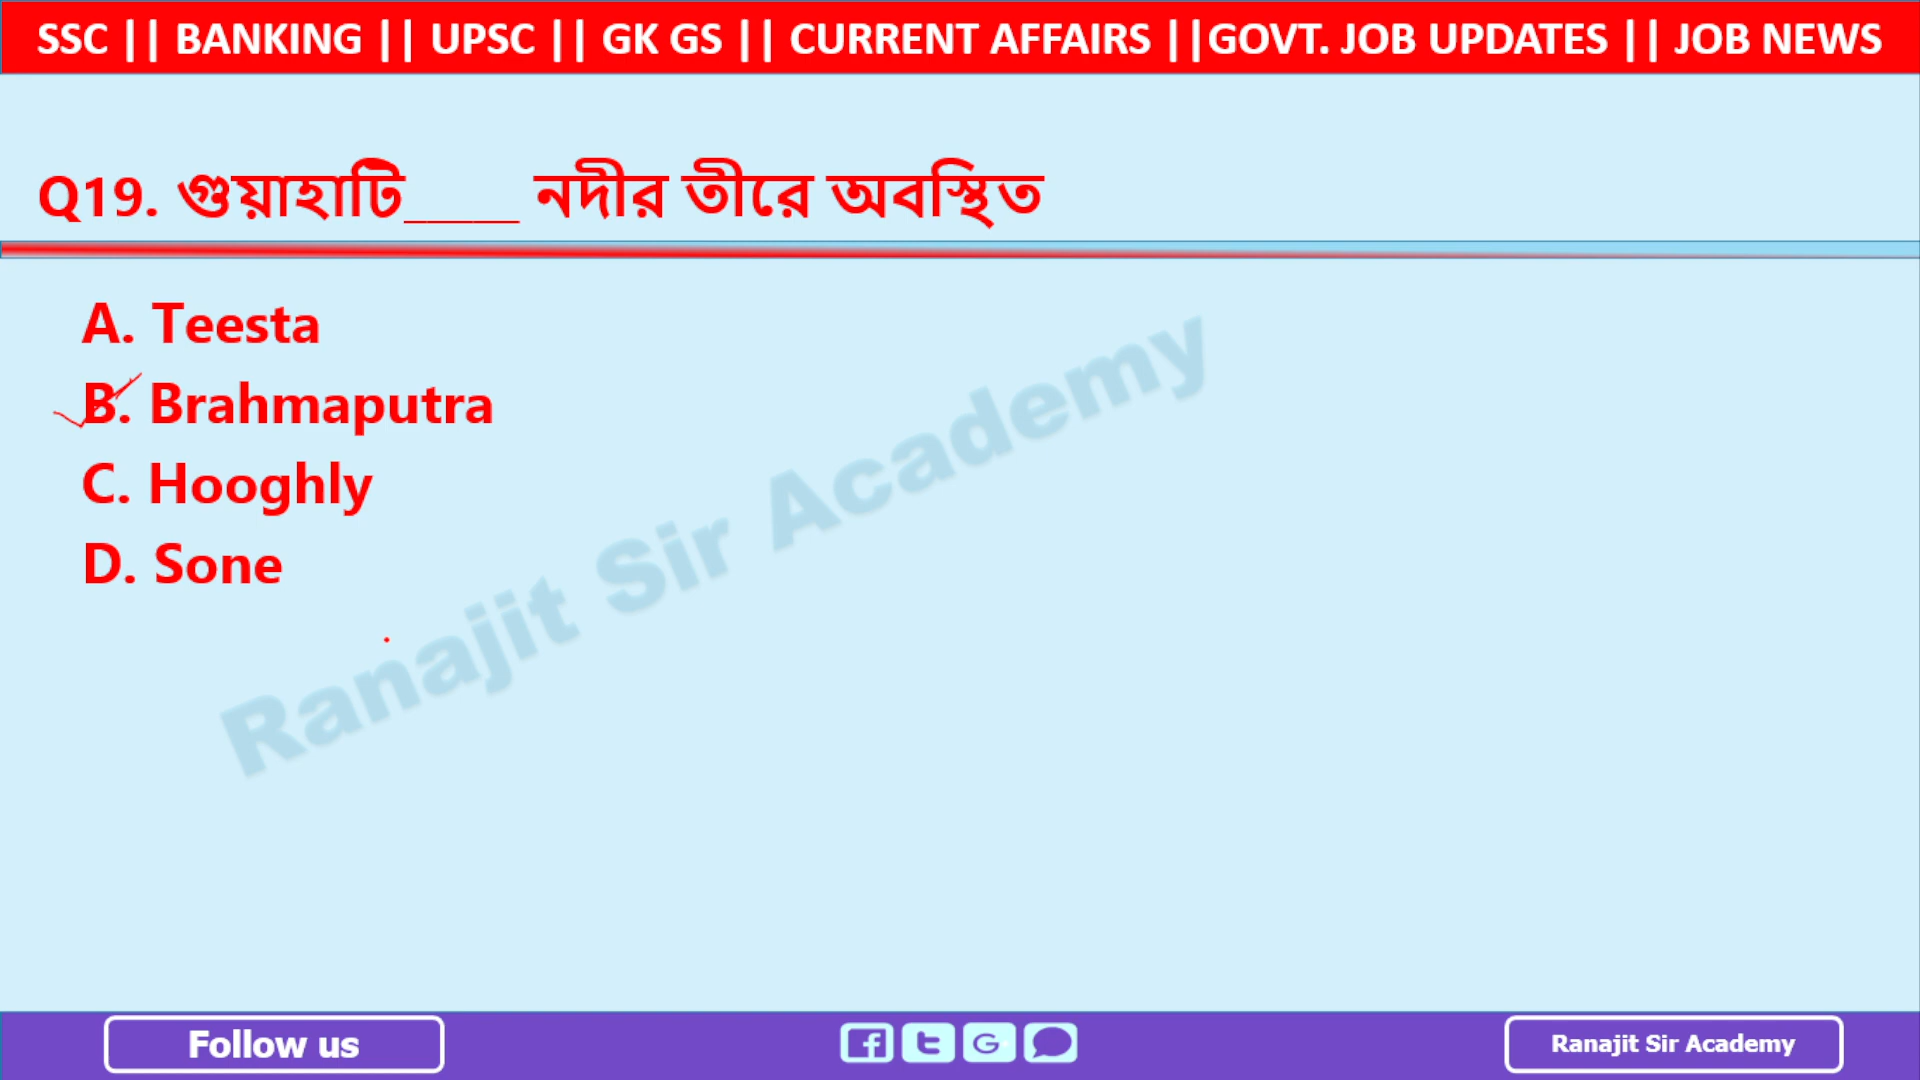 SSC || BANKING || UPSC || GK GS || CURRENT AFFAIRS ||GOVT. JOB UPDATES || JOB NEWS
Q19. গুয়াহাটি_____ নদীর তীরে অবস্থিত
A. Teesta
B. Brahmaputra
C. Hooghly
D. Sone
Ranajit Sir Academy
Follow us
Ranajit Sir Academy